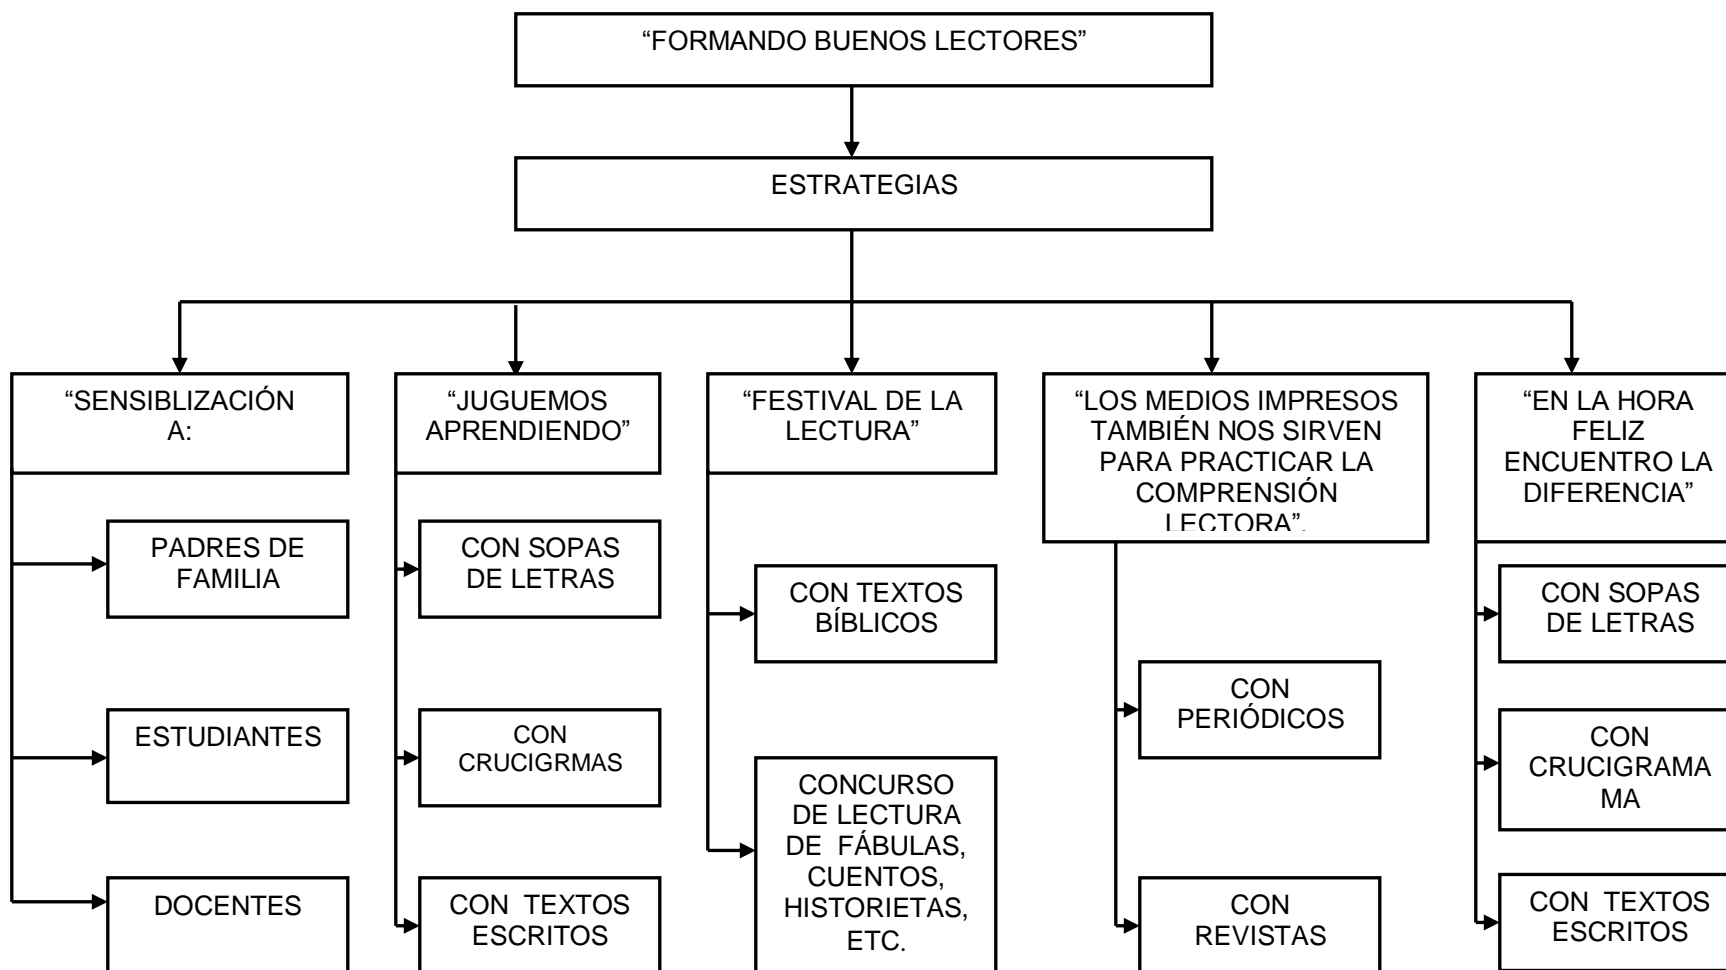 “FORMANDO BUENOS LECTORES”
ESTRATEGIAS
“SENSIBLIZACIÓN
A:
PADRES DE
FAMILIA
ESTUDIANTES
DOCENTES
“JUGUEMOS
APRENDIENDO”
CON SOPAS
DE LETRAS
CON
CRUCIGRMAS
CON TEXTOS
ESCRITOS
“FESTIVAL DE LA
LECTURA”
CON TEXTOS
BÍBLICOS
CONCURSO
DE LECTURA
DE FÁBULAS,
CUENTOS,
HISTORIETAS,
ETC.
“LOS MEDIOS IMPRESOS
TAMBIÉN NOS SIRVEN
PARA PRACTICAR LA
COMPRENSIÓN
LECTORA”.
CON
PERIÓDICOS
CON
REVISTAS
“EN LA HORA
FELIZ
ENCUENTRO LA
DIFERENCIA”
CON SOPAS
DE LETRAS
CON
CRUCIGRAMA
MA
CON TEXTOS
ESCRITOS